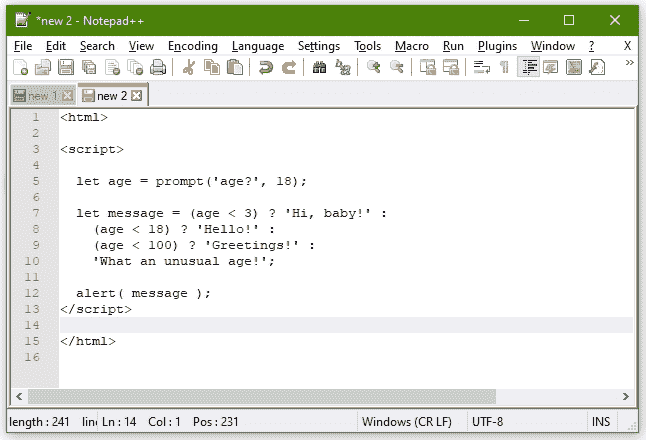 *new 2 - Notepad++
File Edit Search View Encoding Language Settings Tools Macro Run Plugins Window ? X
new 1 new 2
1 <html>
2
3 <script>
4
5 let age = prompt('age?', 18);
6
7 let message = (age < 3) ? 'Hi, baby!' :
8 (age < 18) ? 'Hello!' :
9 (age < 100) ? 'Greetings!' :
10 'What an unusual age!';
11
12 alert( message );
13 </script>
14
15 </html>
16
length : 241 line Ln : 14 Col : 1 Pos : 231 Windows (CR LF) UTF-8 INS